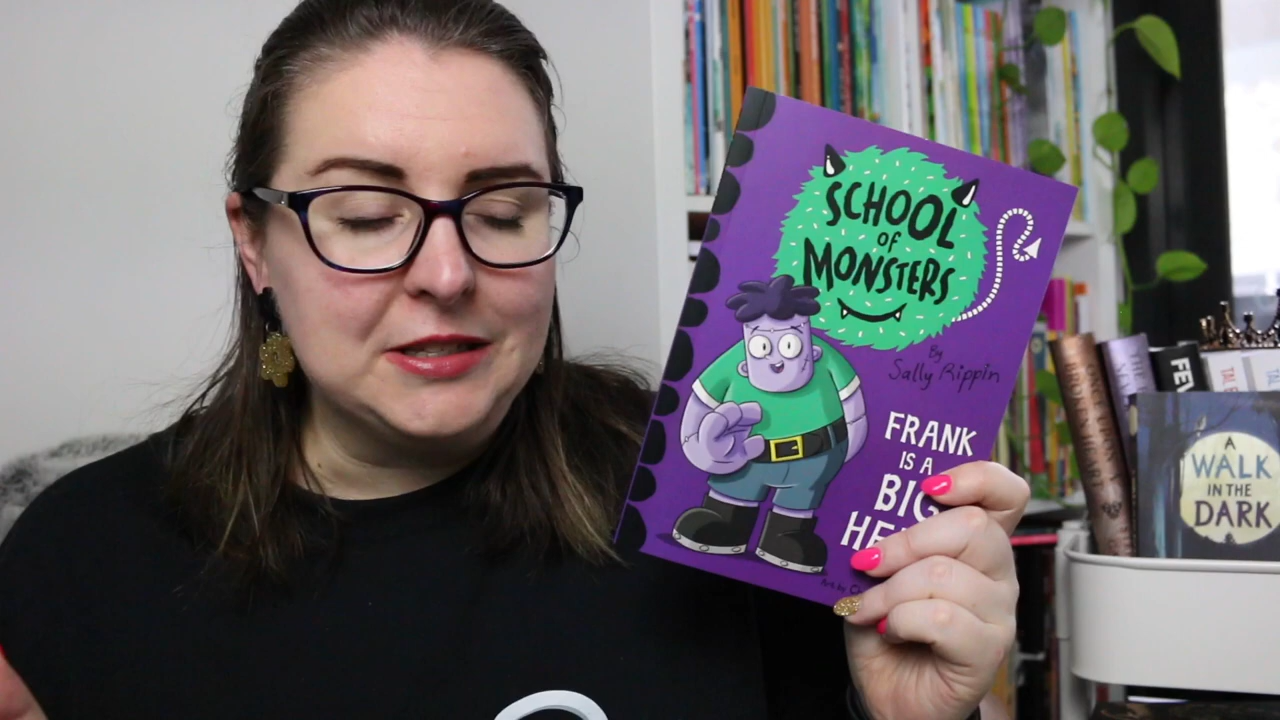 SCHOOL
OF
MONSTERS
By
Sally Rippin
FRANK
IS A
BIG
A
WALK
IN THE
DARK